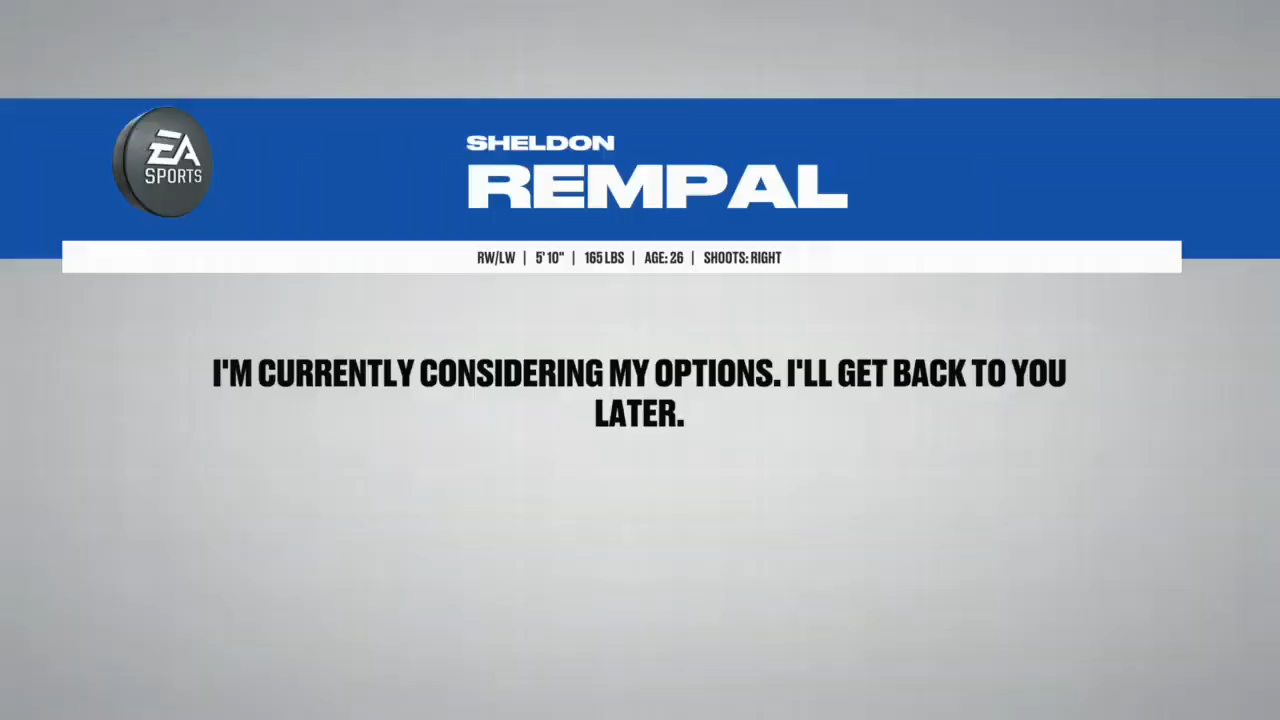 EA
SPORTS
SHELDON
REMPAL
RW/LW | 5' 10" | 165 LBS | AGE: 26 | SHOOTS: RIGHT
I'M CURRENTLY CONSIDERING MY OPTIONS. I'LL GET BACK TO YOU
LATER.